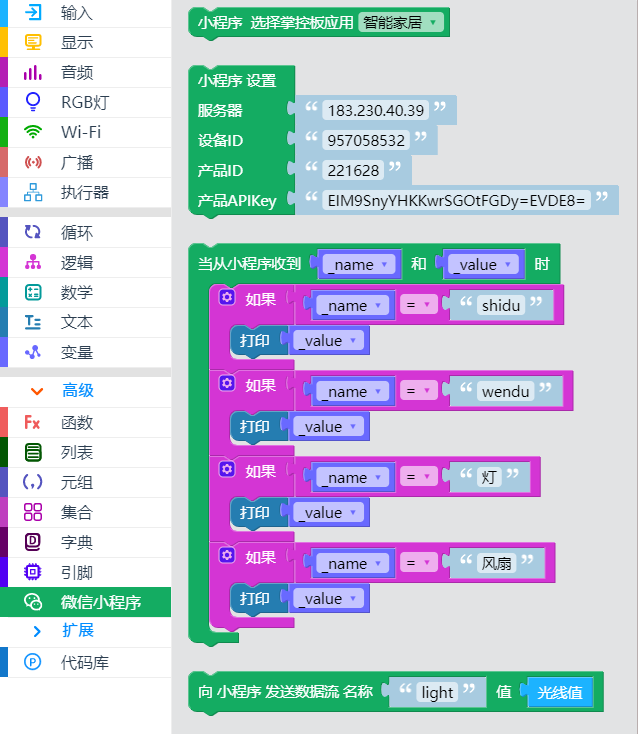 输入
显示
音频
RGB灯
Wi-Fi
广播
执行器
循环
逻辑
数学
文本
变量
高级
Fx 函数
列表
元组
集合
字典
引脚
微信小程序
扩展
代码库
小程序 选择掌控板应用 智能家居
小程序 设置
服务器 “ 183.230.40.39 ”
设备ID “ 957058532 ”
产品ID “ 221628 ”
产品APIKey “ EIM9SnyYHKKwrSGOtFGDy=EVDE8= ”
当从小程序收到 _name 和 _value 时
如果 _name = “ shidu ”
打印 _value
如果 _name = “ wendu ”
打印 _value
如果 _name = “ 灯 ”
打印 _value
如果 _name = “ 风扇 ”
打印 _value
向 小程序 发送数据流 名称 “ light ” 值 光线值